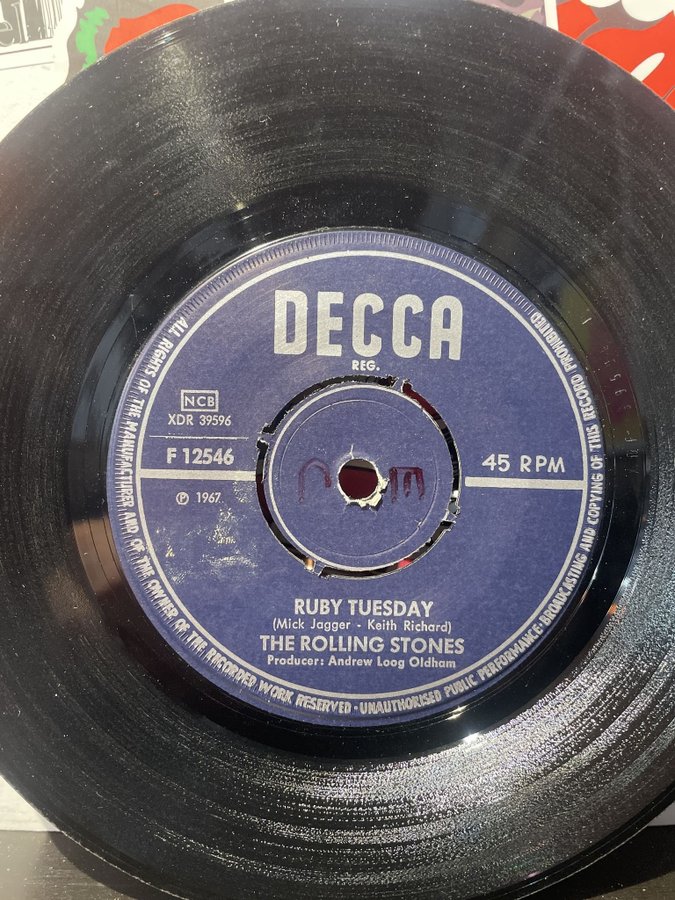 DECCA
REG.
NCB
XDR 39596
F 12546
45 RPM
℗ 1967
RUBY TUESDAY
(Mick Jagger - Keith Richard)
THE ROLLING STONES
Producer: Andrew Loog Oldham
ALL RIGHTS OF THE MANUFACTURER AND OF THE OWNER OF THE RECORDED WORK RESERVED · UNAUTHORISED PUBLIC PERFORMANCE · BROADCASTING AND COPYING OF THIS RECORD PROHIBITED